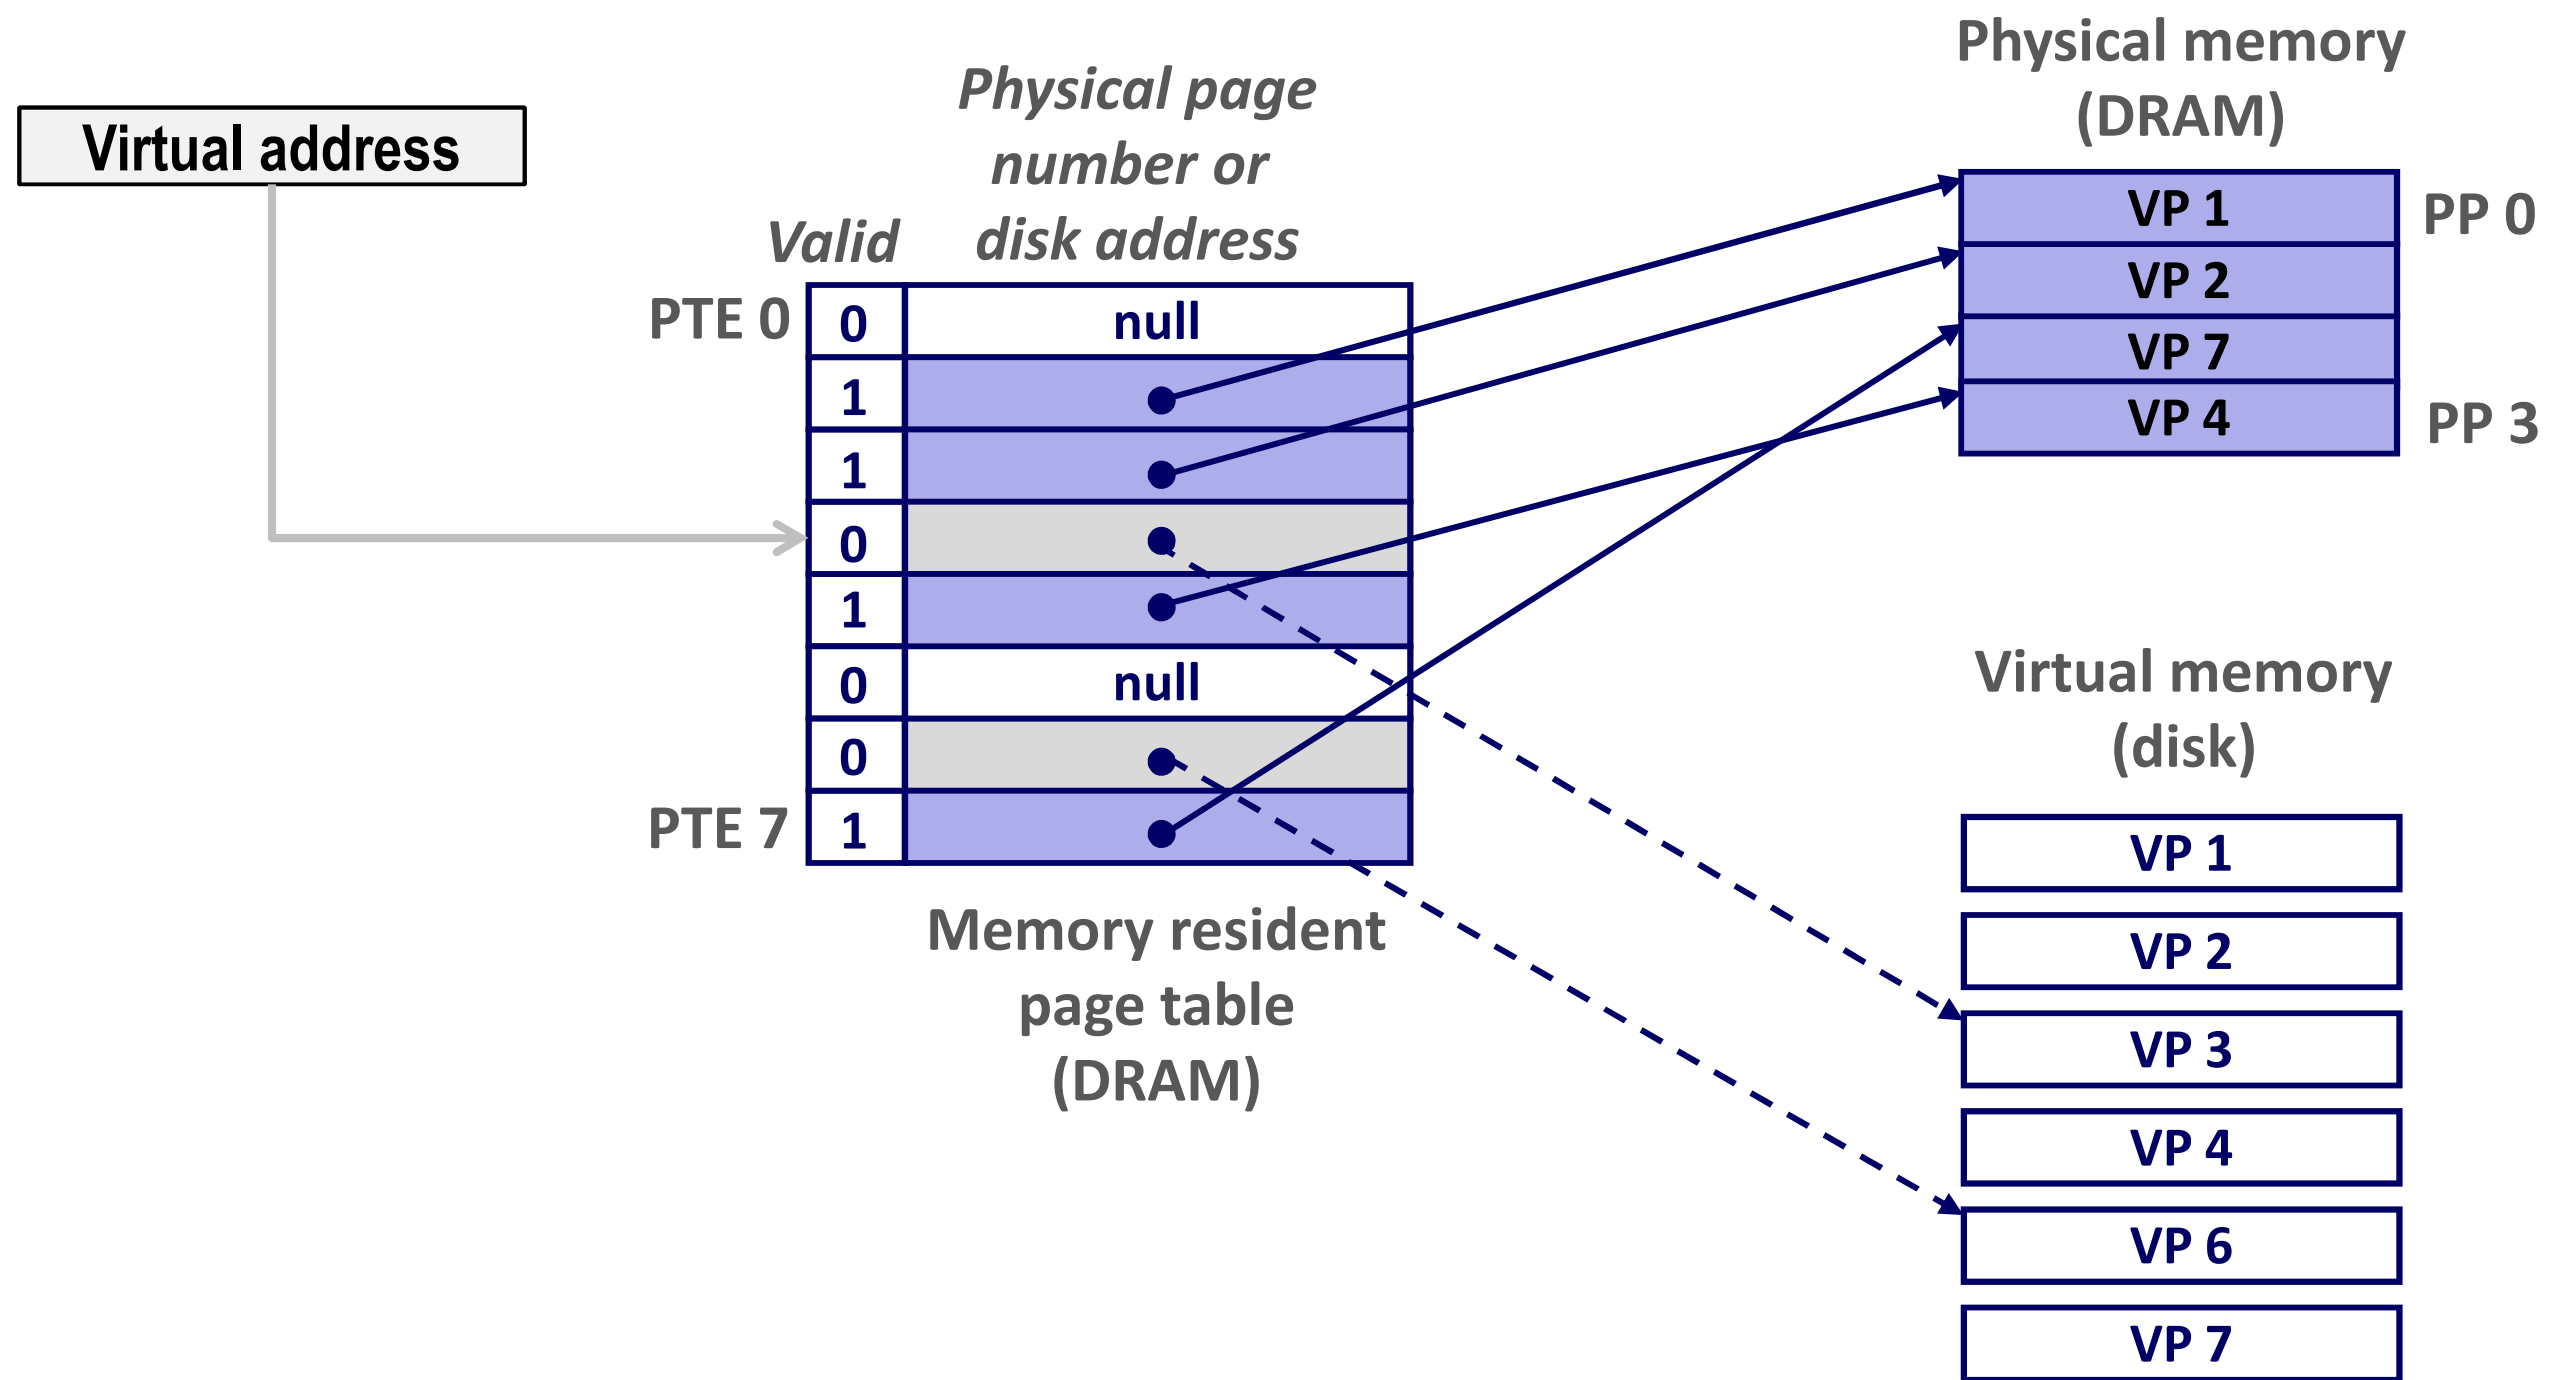 Virtual address
Physical page
number or
disk address
Valid
PTE 0
0
null
1
1
0
1
0
null
0
PTE 7
1
Memory resident
page table
(DRAM)
Physical memory
(DRAM)
VP 1
PP 0
VP 2
VP 7
VP 4
PP 3
Virtual memory
(disk)
VP 1
VP 2
VP 3
VP 4
VP 6
VP 7